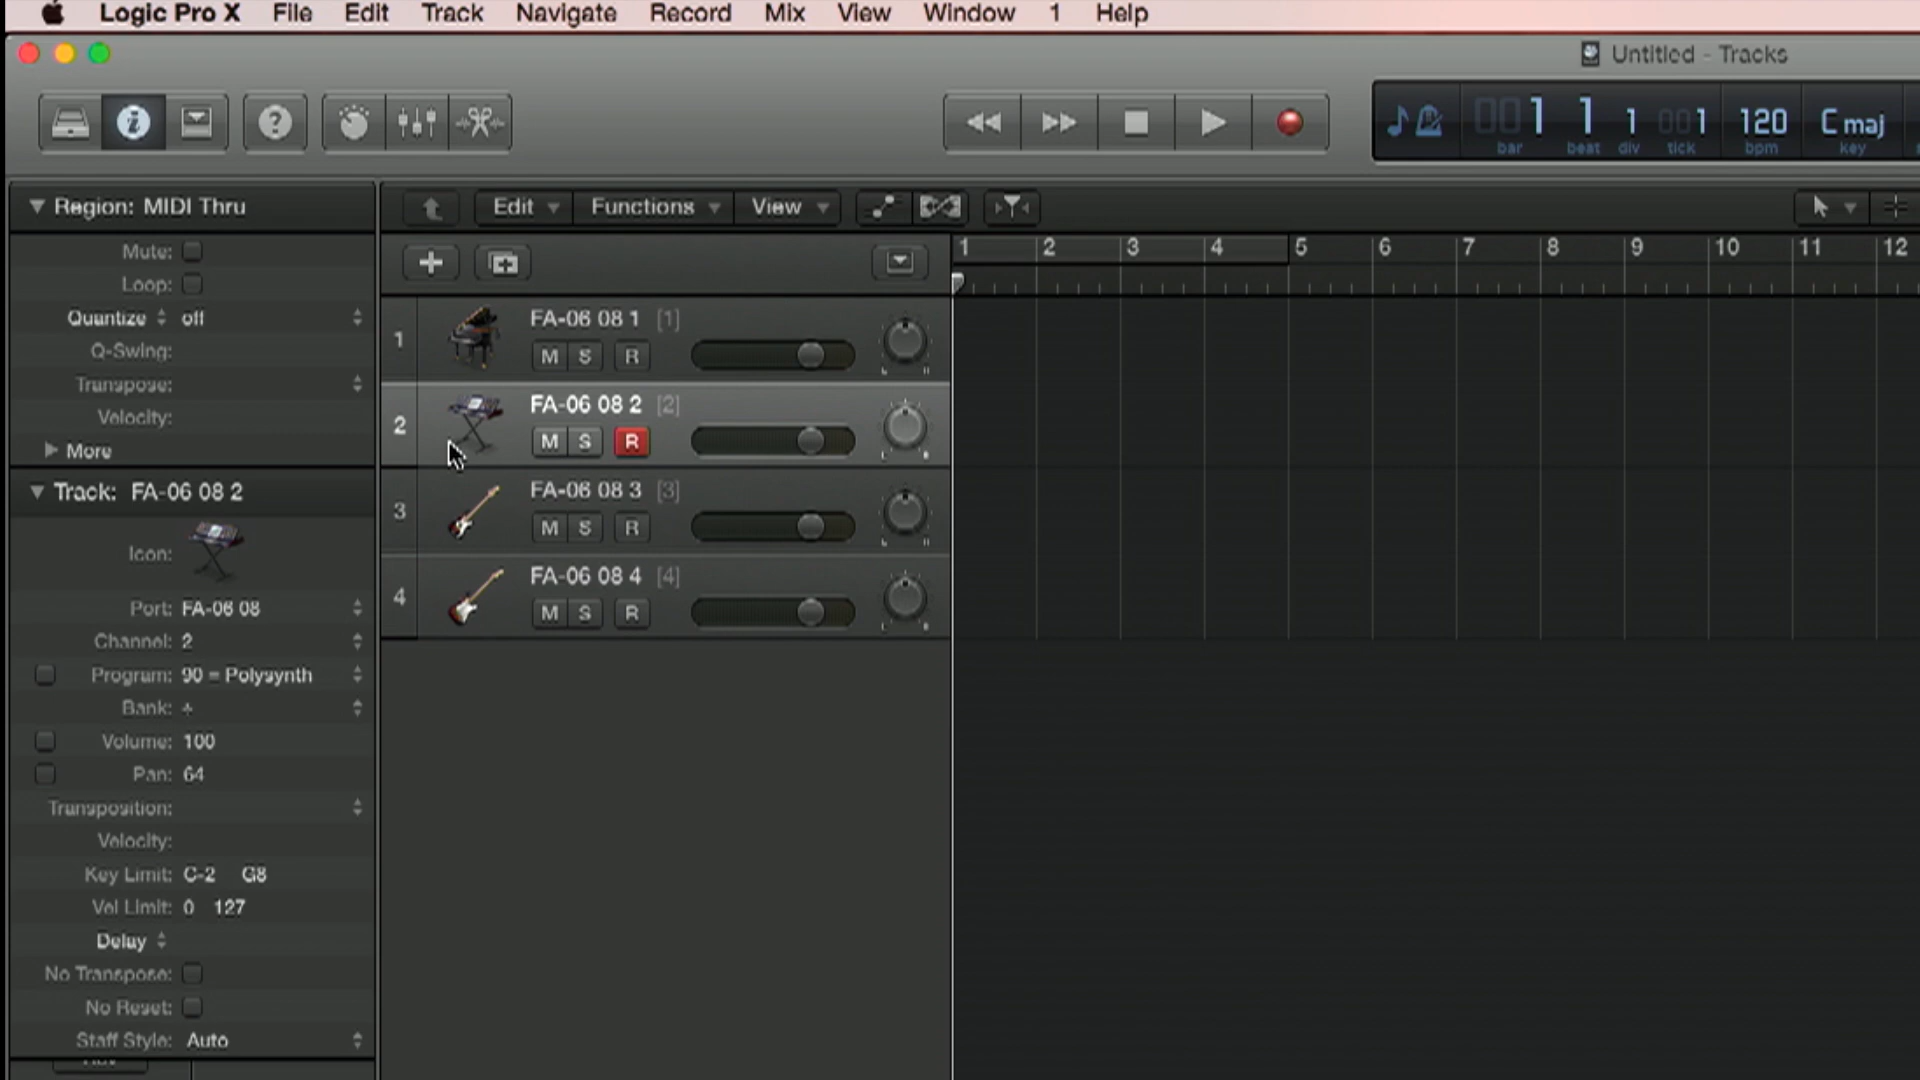 Logic Pro X File Edit Track Navigate Record Mix View Window 1 Help
Untitled - Tracks
001 1 1 001 120 C maj
bar beat div tick bpm key
Region: MIDI Thru
Edit Functions View
Mute:
Loop:
Quantize off
Q-Swing:
Transpose:
Velocity:
More
1 2 3 4 5 6 7 8 9 10 11 12
1 FA-06 08 1 [1]
M S R
2 FA-06 08 2 [2]
M S R
3 FA-06 08 3 [3]
M S R
4 FA-06 08 4 [4]
M S R
Track: FA-06 08 2
Icon:
Port: FA-06 08
Channel: 2
Program: 90 = Polysynth
Bank: ÷
Volume: 100
Pan: 64
Transposition:
Velocity:
Key Limit: C-2 G8
Vel Limit: 0 127
Delay
No Transpose:
No Reset:
Staff Style: Auto